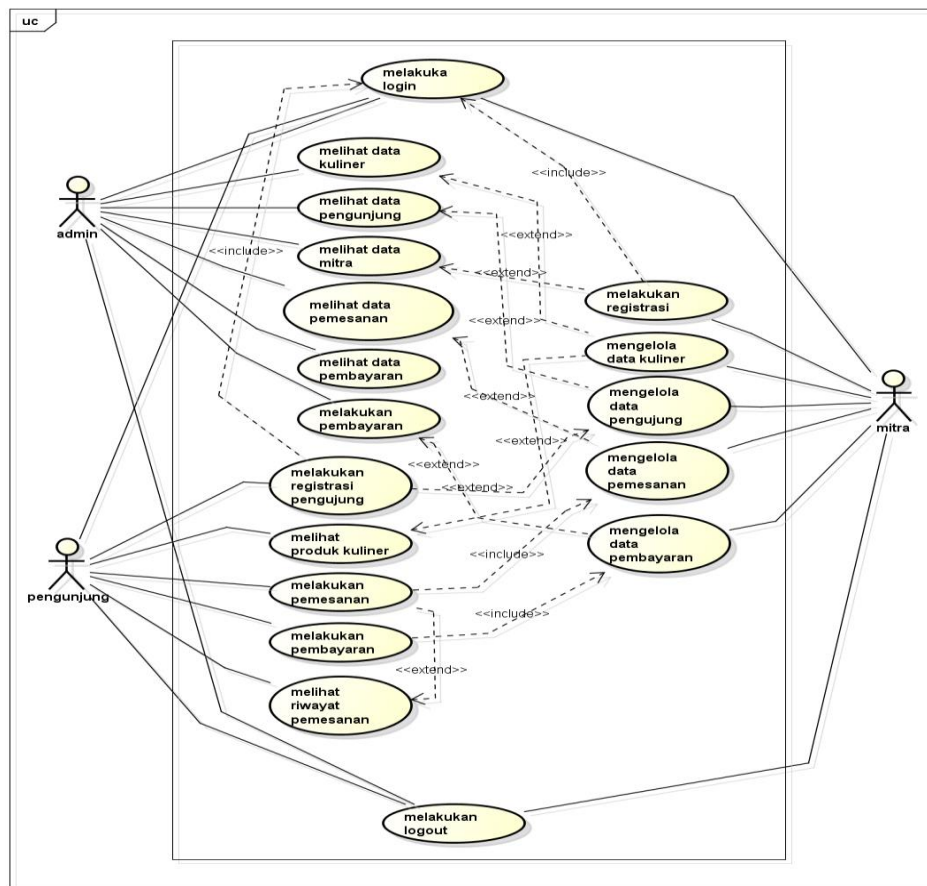 uc
melakuka
login
melihat data
kuliner
<<include>>
melihat data
pengunjung
<<extend>>
admin
melihat data
mitra
<<include>>
<<extend>>
melakukan
registrasi
melihat data
pemesanan
<<extend>>
mengelola
data kuliner
melihat data
pembayaran
<<extend>>
mengelola
data
pengujung
mitra
melakukan
pembayaran
<<extend>>
mengelola
data
pemesanan
<<extend>>
melakukan
registrasi
pengujung
<<extend>>
melihat
produk kuliner
mengelola
data
pembayaran
<<include>>
pengunjung
melakukan
pemesanan
<<include>>
melakukan
pembayaran
<<extend>>
melihat
riwayat
pemesanan
melakukan
logout